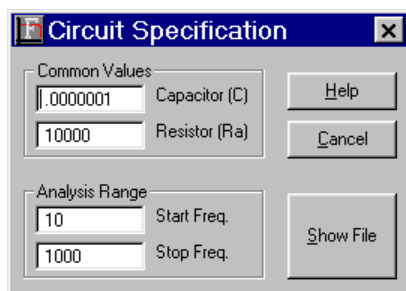 Circuit Specification
Common Values
.0000001 Capacitor (C)
10000 Resistor (Ra)
Help
Cancel
Analysis Range
10 Start Freq.
1000 Stop Freq.
Show File